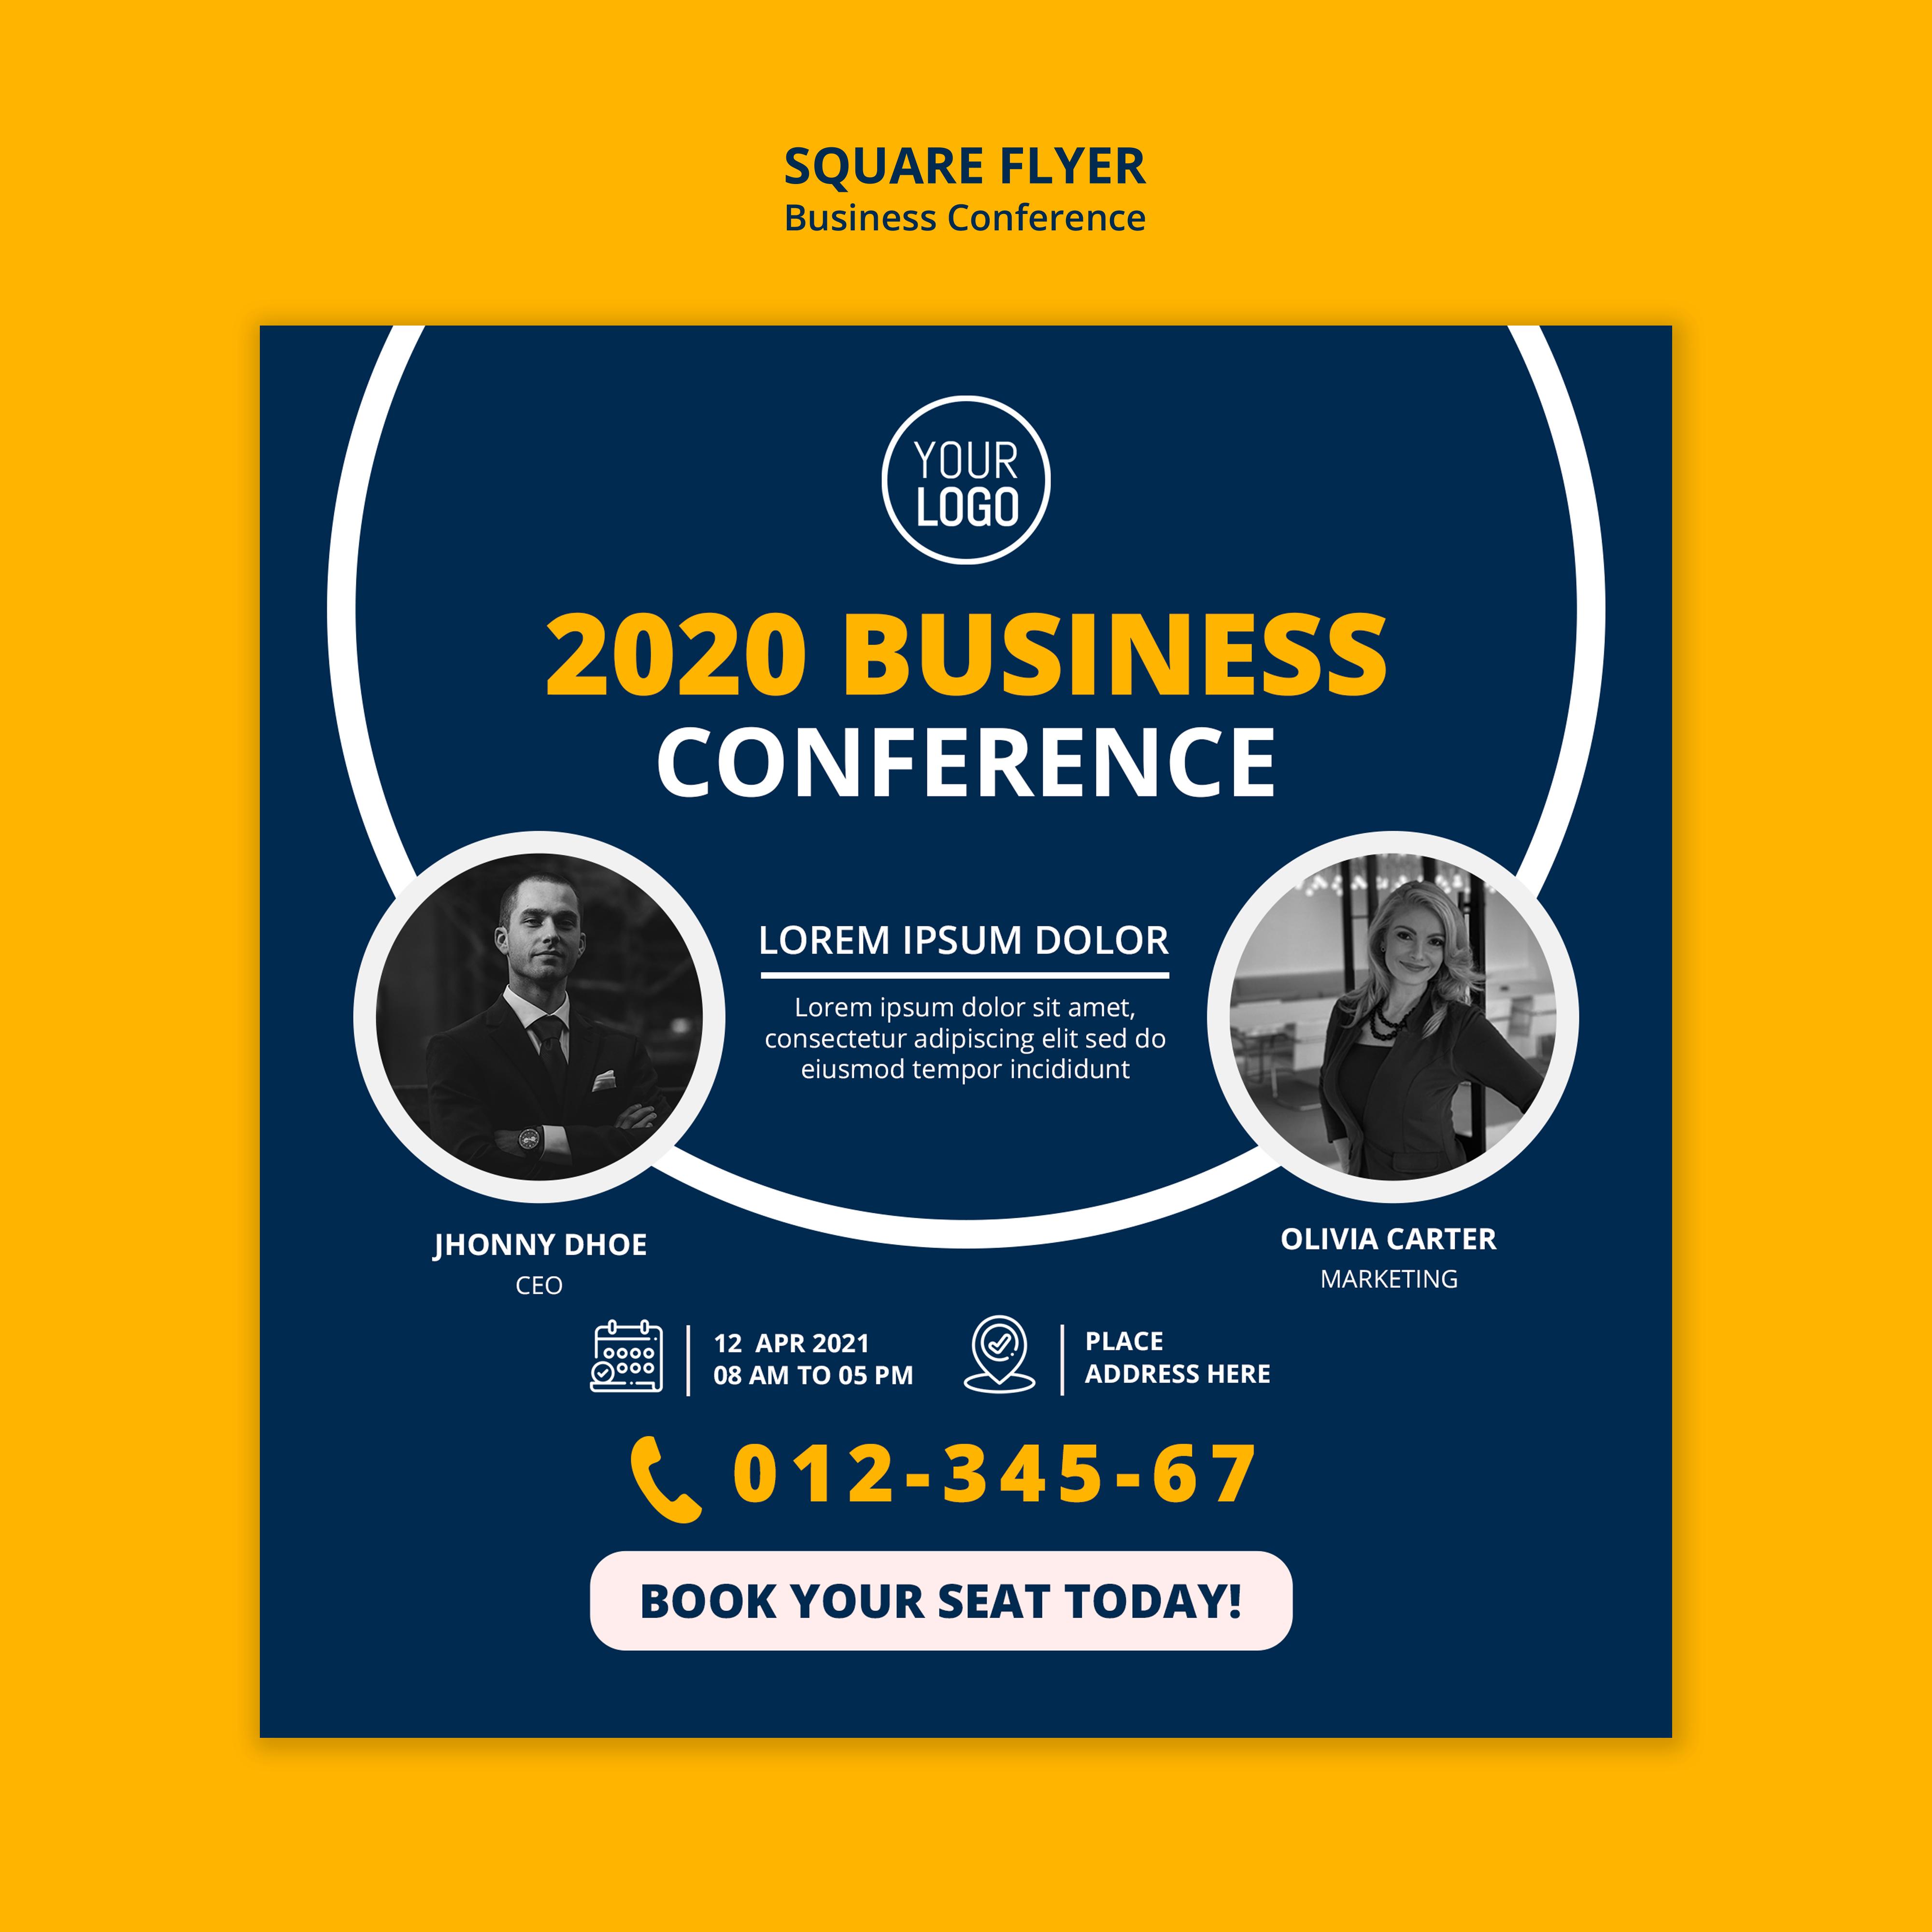 SQUARE FLYER
Business Conference
YOUR
LOGO
2020 BUSINESS
CONFERENCE
LOREM IPSUM DOLOR
Lorem ipsum dolor sit amet,
consectetur adipiscing elit sed do
eiusmod tempor incididunt
JHONNY DHOE
CEO
OLIVIA CARTER
MARKETING
12 APR 2021
08 AM TO 05 PM
PLACE
ADDRESS HERE
012-345-67
BOOK YOUR SEAT TODAY!